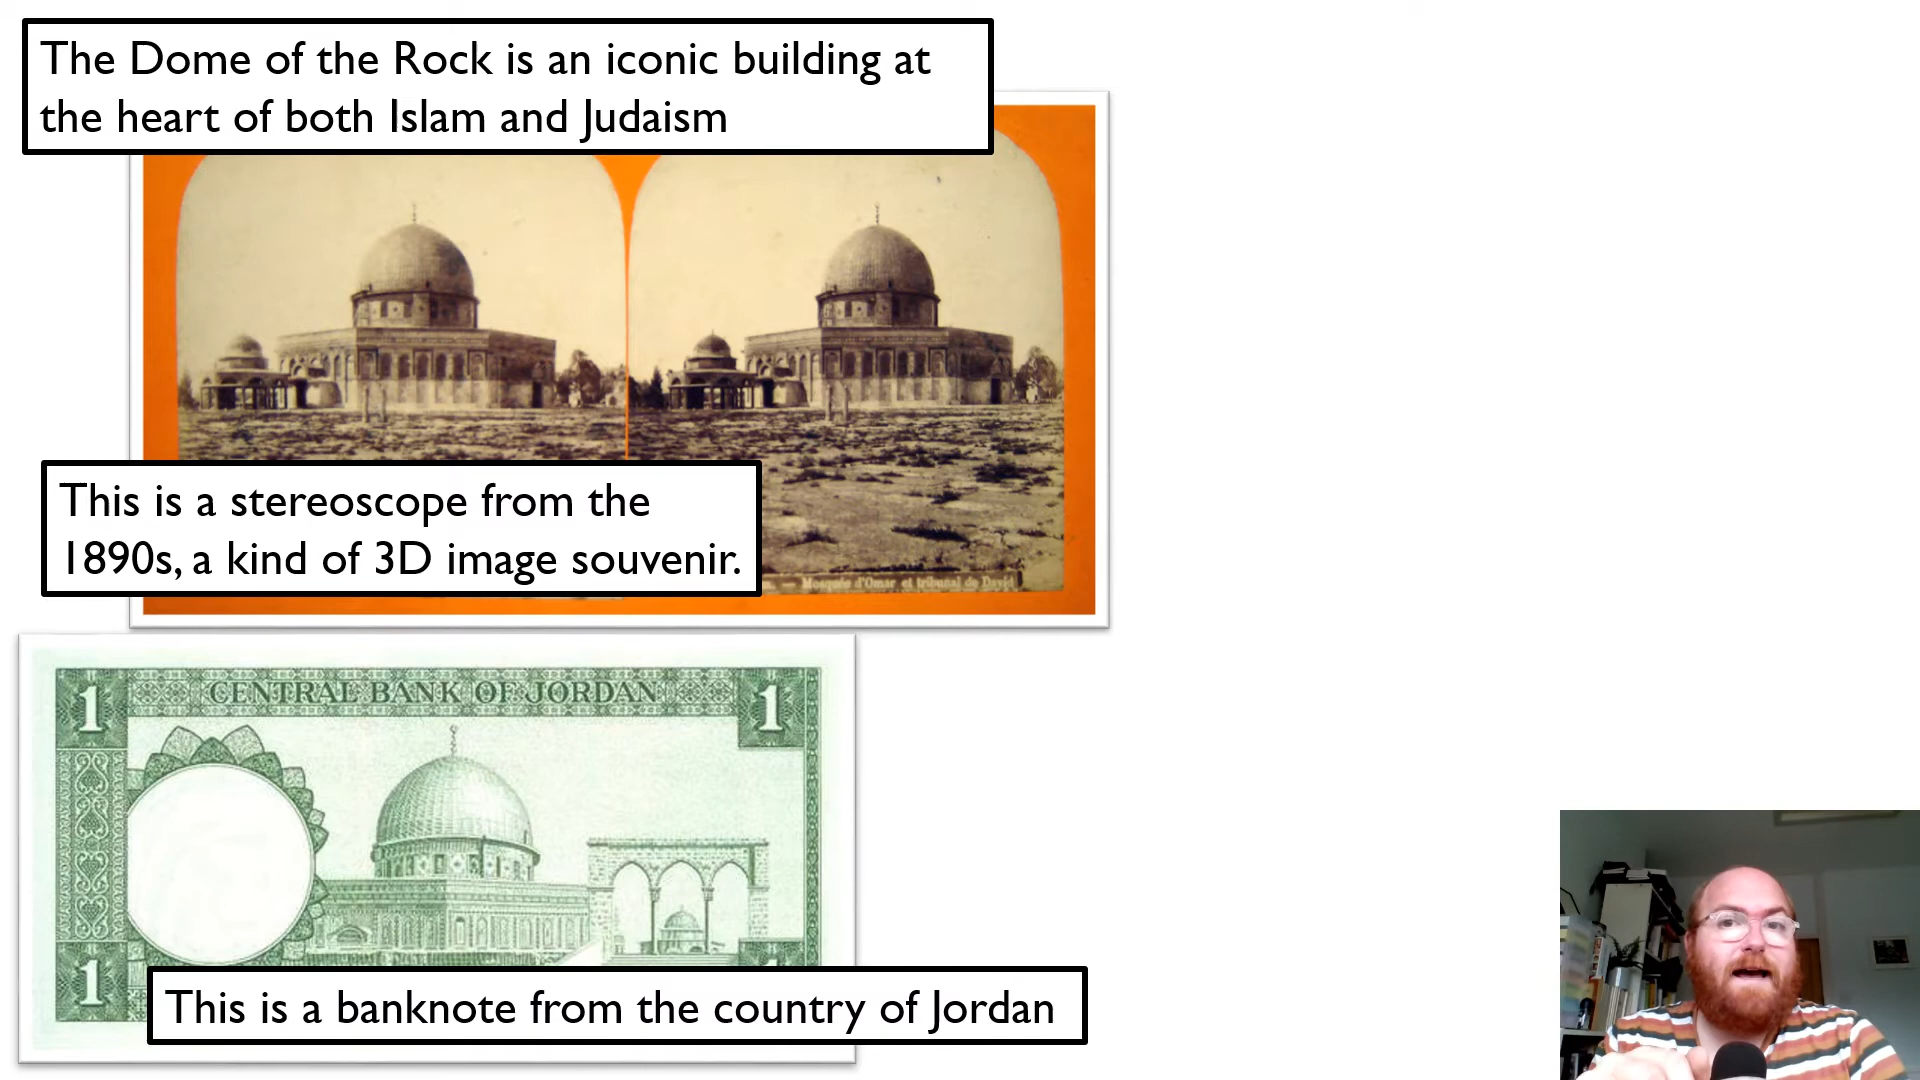 The Dome of the Rock is an iconic building at
the heart of both Islam and Judaism
This is a stereoscope from the
1890s, a kind of 3D image souvenir.
— Mosquée d'Omar et tribunal de David
1 CENTRAL BANK OF JORDAN 1
1
This is a banknote from the country of Jordan